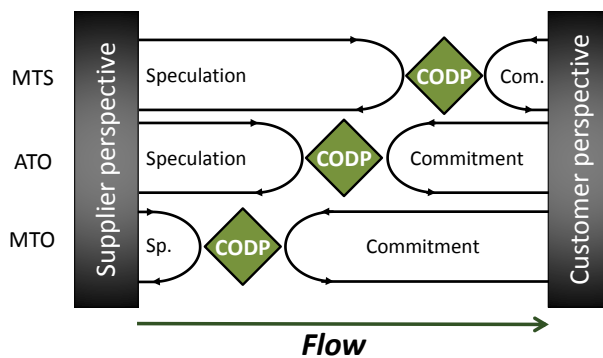 Supplier perspective
Customer perspective
MTS
Speculation
CODP
Com.
ATO
Speculation
CODP
Commitment
MTO
Sp.
CODP
Commitment
Flow